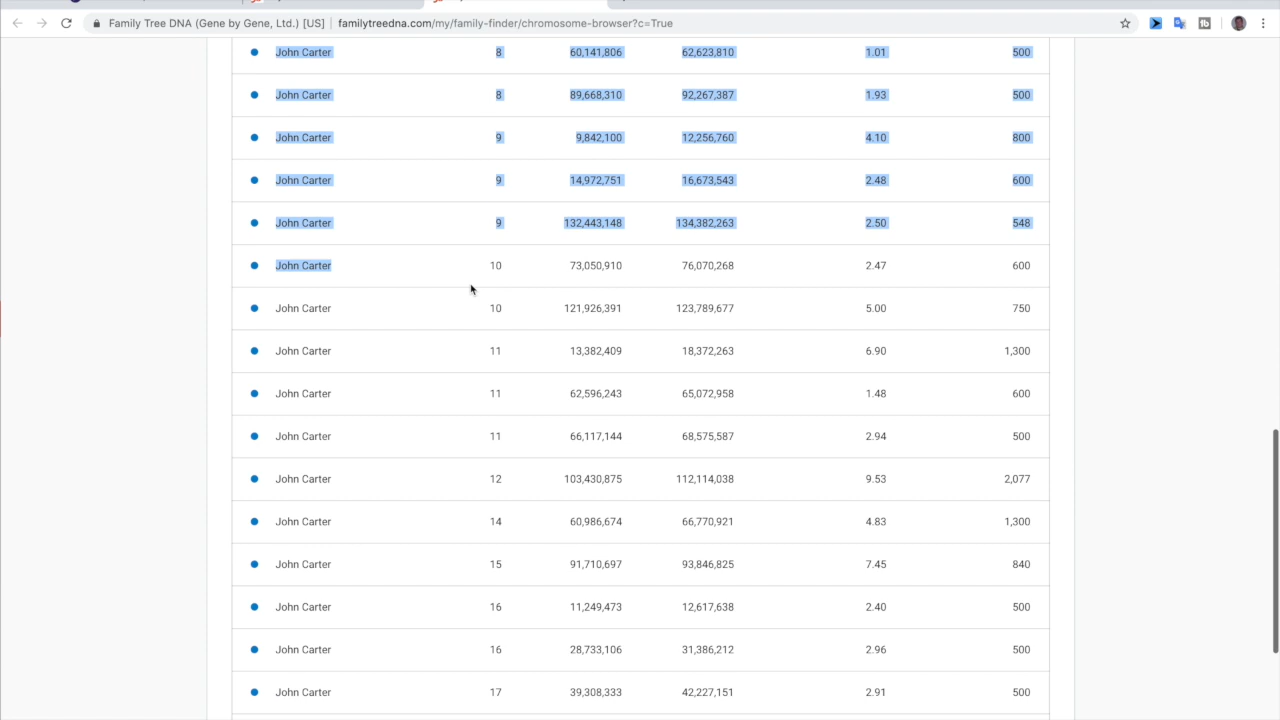 Family Tree DNA (Gene by Gene, Ltd.) [US] | familytreedna.com/my/family-finder/chromosome-browser?c=True
John Carter 8 60,141,806 62,623,810 1.01 500
John Carter 8 89,668,310 92,267,387 1.93 500
John Carter 9 9,842,100 12,256,760 4.10 800
John Carter 9 14,972,751 16,673,543 2.48 600
John Carter 9 132,443,148 134,382,263 2.50 548
John Carter 10 73,050,910 76,070,268 2.47 600
John Carter 10 121,926,391 123,789,677 5.00 750
John Carter 11 13,382,409 18,372,263 6.90 1,300
John Carter 11 62,596,243 65,072,958 1.48 600
John Carter 11 66,117,144 68,575,587 2.94 500
John Carter 12 103,430,875 112,114,038 9.53 2,077
John Carter 14 60,986,674 66,770,921 4.83 1,300
John Carter 15 91,710,697 93,846,825 7.45 840
John Carter 16 11,249,473 12,617,638 2.40 500
John Carter 16 28,733,106 31,386,212 2.96 500
John Carter 17 39,308,333 42,227,151 2.91 500